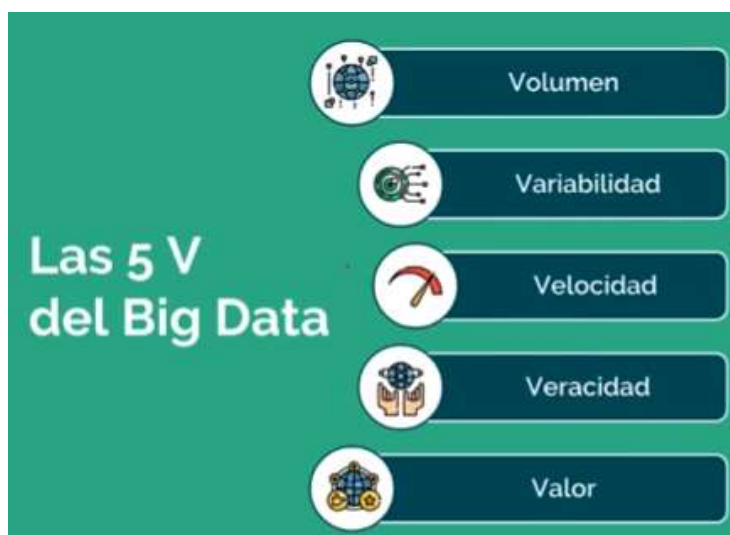 Las 5 V
del Big Data
Volumen
Variabilidad
Velocidad
Veracidad
Valor